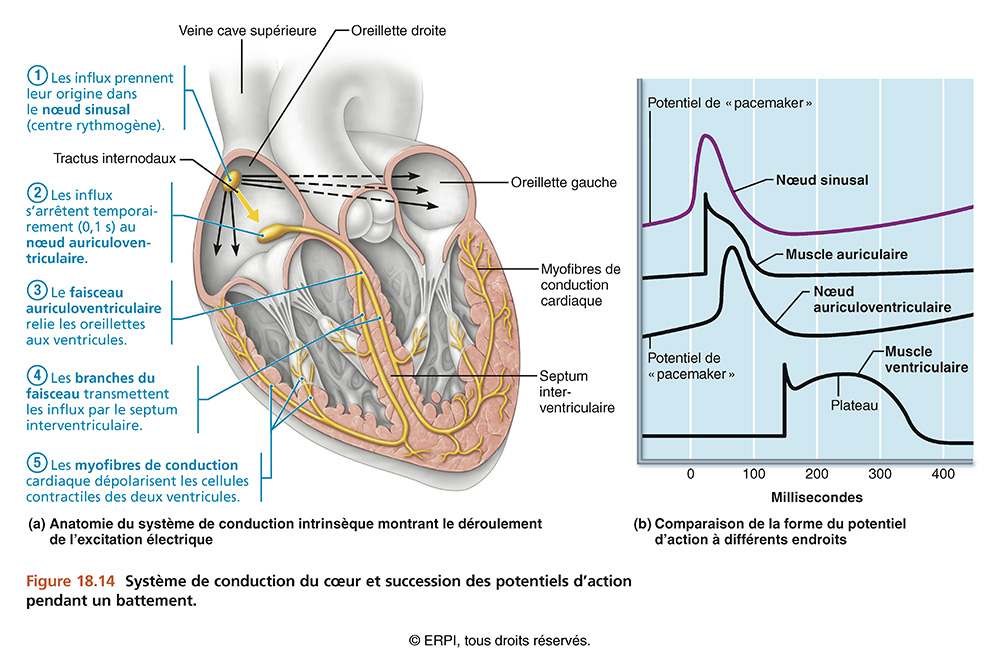 Veine cave supérieure
Oreillette droite
① Les influx prennent
leur origine dans
le nœud sinusal
(centre rythmogène).
Tractus internodaux
② Les influx
s’arrêtent temporai-
rement (0,1 s) au
nœud auriculoven-
triculaire.
③ Le faisceau
auriculoventriculaire
relie les oreillettes
aux ventricules.
④ Les branches du
faisceau transmettent
les influx par le septum
interventriculaire.
⑤ Les myofibres de conduction
cardiaque dépolarisent les cellules
contractiles des deux ventricules.
Oreillette gauche
Myofibres de
conduction
cardiaque
Septum
inter-
ventriculaire
(a) Anatomie du système de conduction intrinsèque montrant le déroulement
de l’excitation électrique
Potentiel de « pacemaker »
Nœud sinusal
Muscle auriculaire
Nœud
auriculoventriculaire
Potentiel de
« pacemaker »
Muscle
ventriculaire
Plateau
0 100 200 300 400
Millisecondes
(b) Comparaison de la forme du potentiel
d’action à différents endroits
Figure 18.14 Système de conduction du cœur et succession des potentiels d’action
pendant un battement.
© ERPI, tous droits réservés.